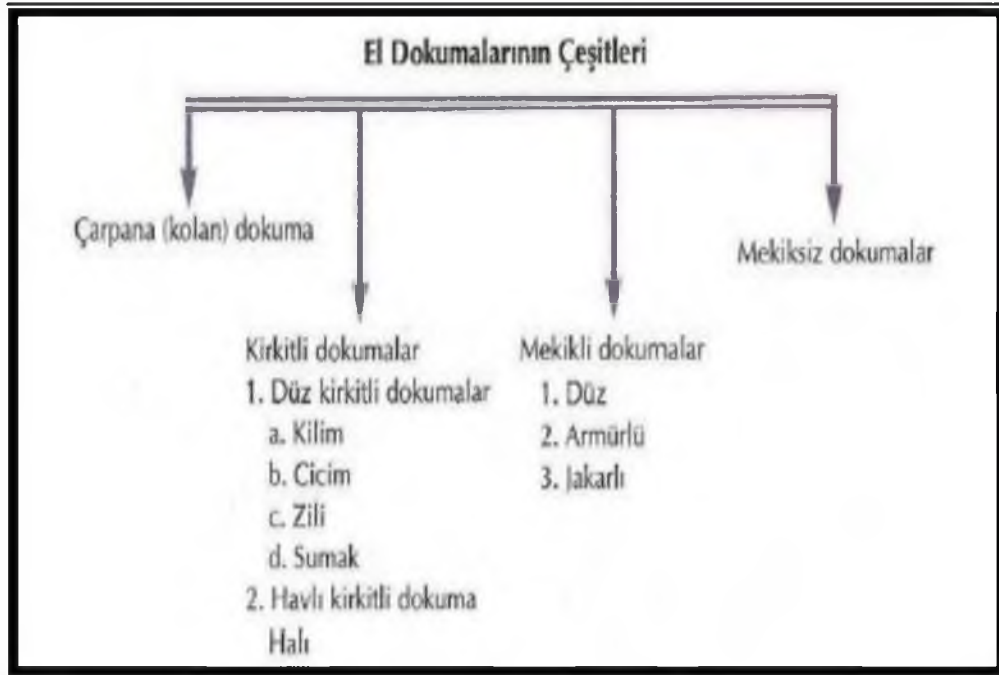 El Dokumalarının Çeşitleri
Çarpana (kolan) dokuma
Mekiksiz dokumalar
Kirkitli dokumalar
1. Düz kirkitli dokumalar
a. Kilim
b. Cicim
c. Zili
d. Sumak
2. Havlı kirkitli dokuma
Halı
Mekikli dokumalar
1. Düz
2. Armürlü
3. Jakarlı